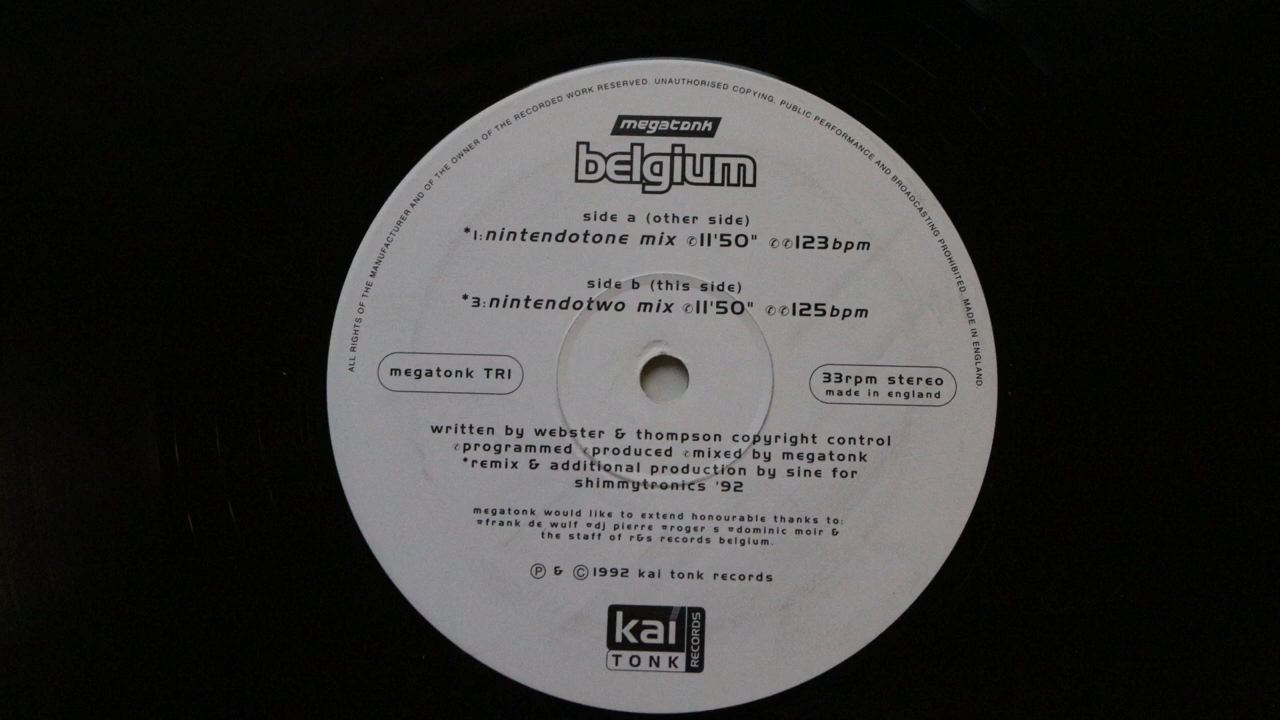 ALL RIGHTS OF THE MANUFACTURER AND OF THE OWNER OF THE RECORDED WORK RESERVED. UNAUTHORISED COPYING, PUBLIC PERFORMANCE AND BROADCASTING PROHIBITED. MADE IN ENGLAND.
megatonk
belgium
side a (other side)
*1:nintendotone mix ✆11'50" ✆✆123bpm
side b (this side)
*3:nintendotwo mix ✆11'50" ✆✆125bpm
megatonk TR1
33rpm stereo
made in england
written by webster & thompson copyright control
✆programmed ✆produced ✆mixed by megatonk
*remix & additional production by sine for
shimmytronics '92
megatonk would like to extend honourable thanks to:
☎frank de wulf ☎dj pierre ☎roger s ☎dominic moir &
the staff of r&s records belgium.
Ⓟ & ©1992 kai tonk records
kai
TONK
RECORDS